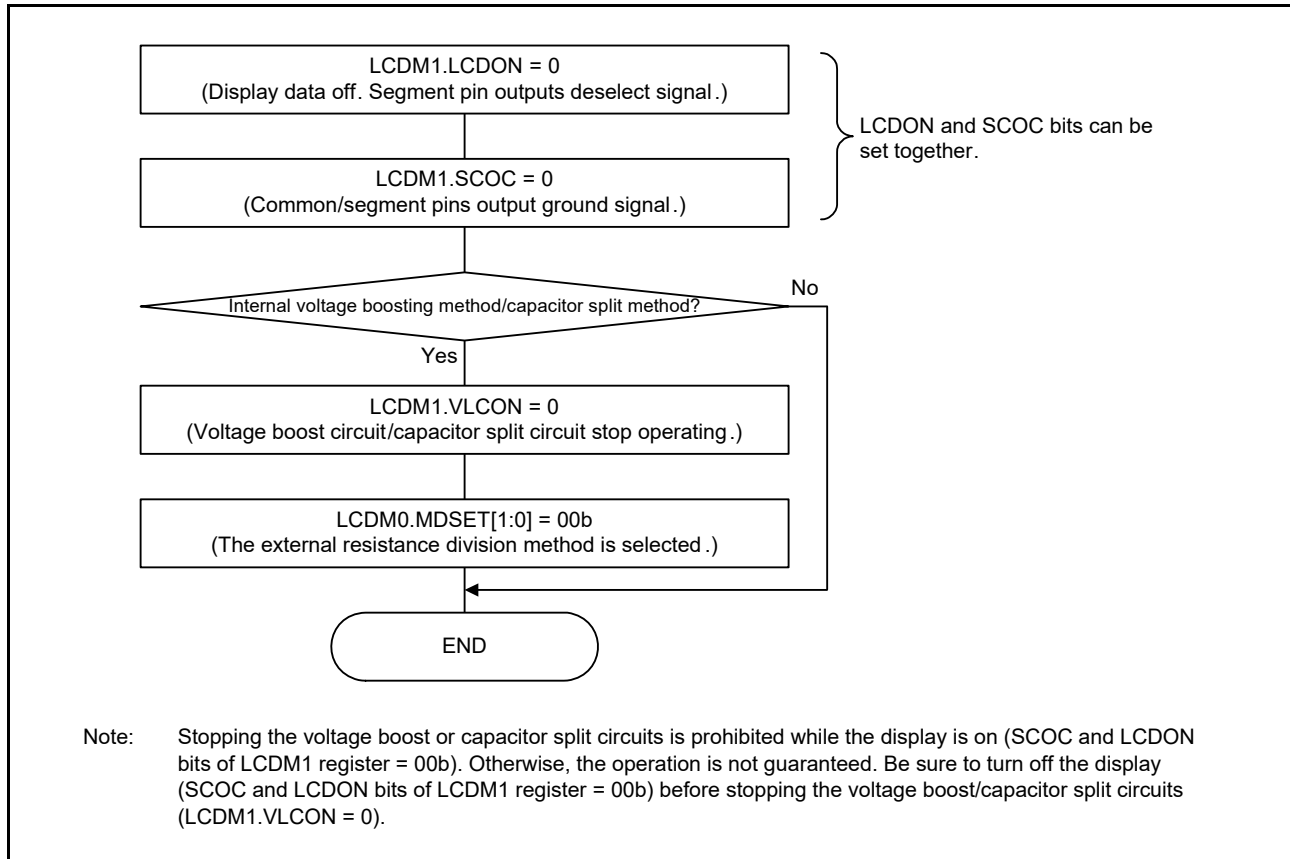 LCDM1.LCDON = 0
(Display data off. Segment pin outputs deselect signal.)
LCDON and SCOC bits can be
set together.
LCDM1.SCOC = 0
(Common/segment pins output ground signal.)
Internal voltage boosting method/capacitor split method?
No
Yes
LCDM1.VLCON = 0
(Voltage boost circuit/capacitor split circuit stop operating.)
LCDM0.MDSET[1:0] = 00b
(The external resistance division method is selected.)
END
Note: Stopping the voltage boost or capacitor split circuits is prohibited while the display is on (SCOC and LCDON
bits of LCDM1 register = 00b). Otherwise, the operation is not guaranteed. Be sure to turn off the display
(SCOC and LCDON bits of LCDM1 register = 00b) before stopping the voltage boost/capacitor split circuits
(LCDM1.VLCON = 0).